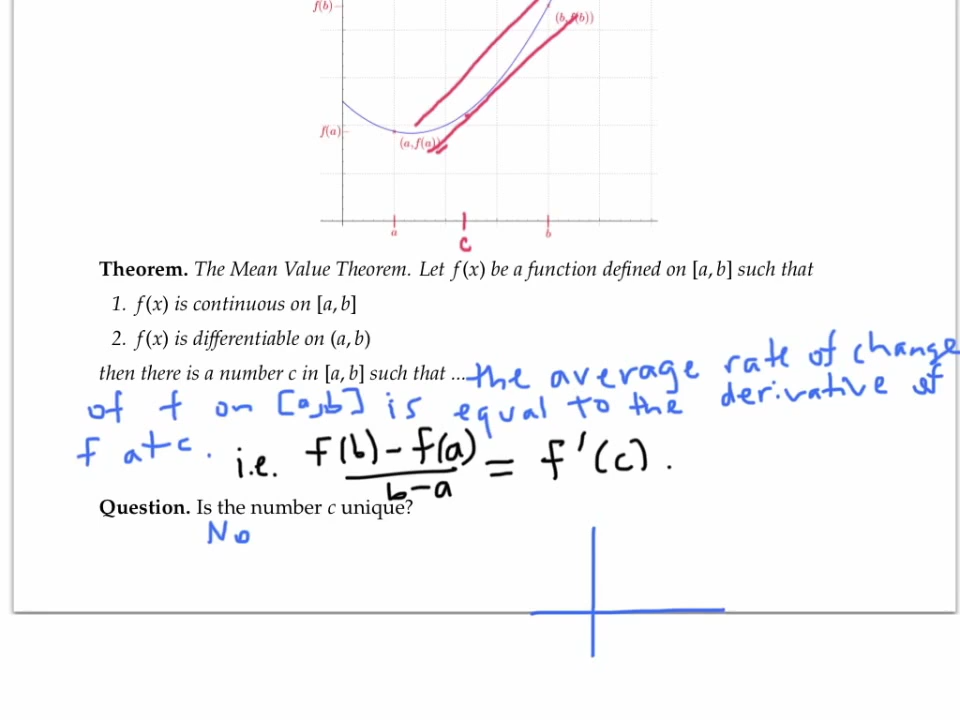 f(b)
(b, f(b))
f(a)
(a, f(a))
a
b
c
Theorem. The Mean Value Theorem. Let f(x) be a function defined on [a, b] such that
1. f(x) is continuous on [a, b]
2. f(x) is differentiable on (a, b)
then there is a number c in [a, b] such that ... the average rate of change
of f on [a,b] is equal to the derivative of
f at c. i.e. f(b) - f(a) / b-a = f'(c).
Question. Is the number c unique?
No